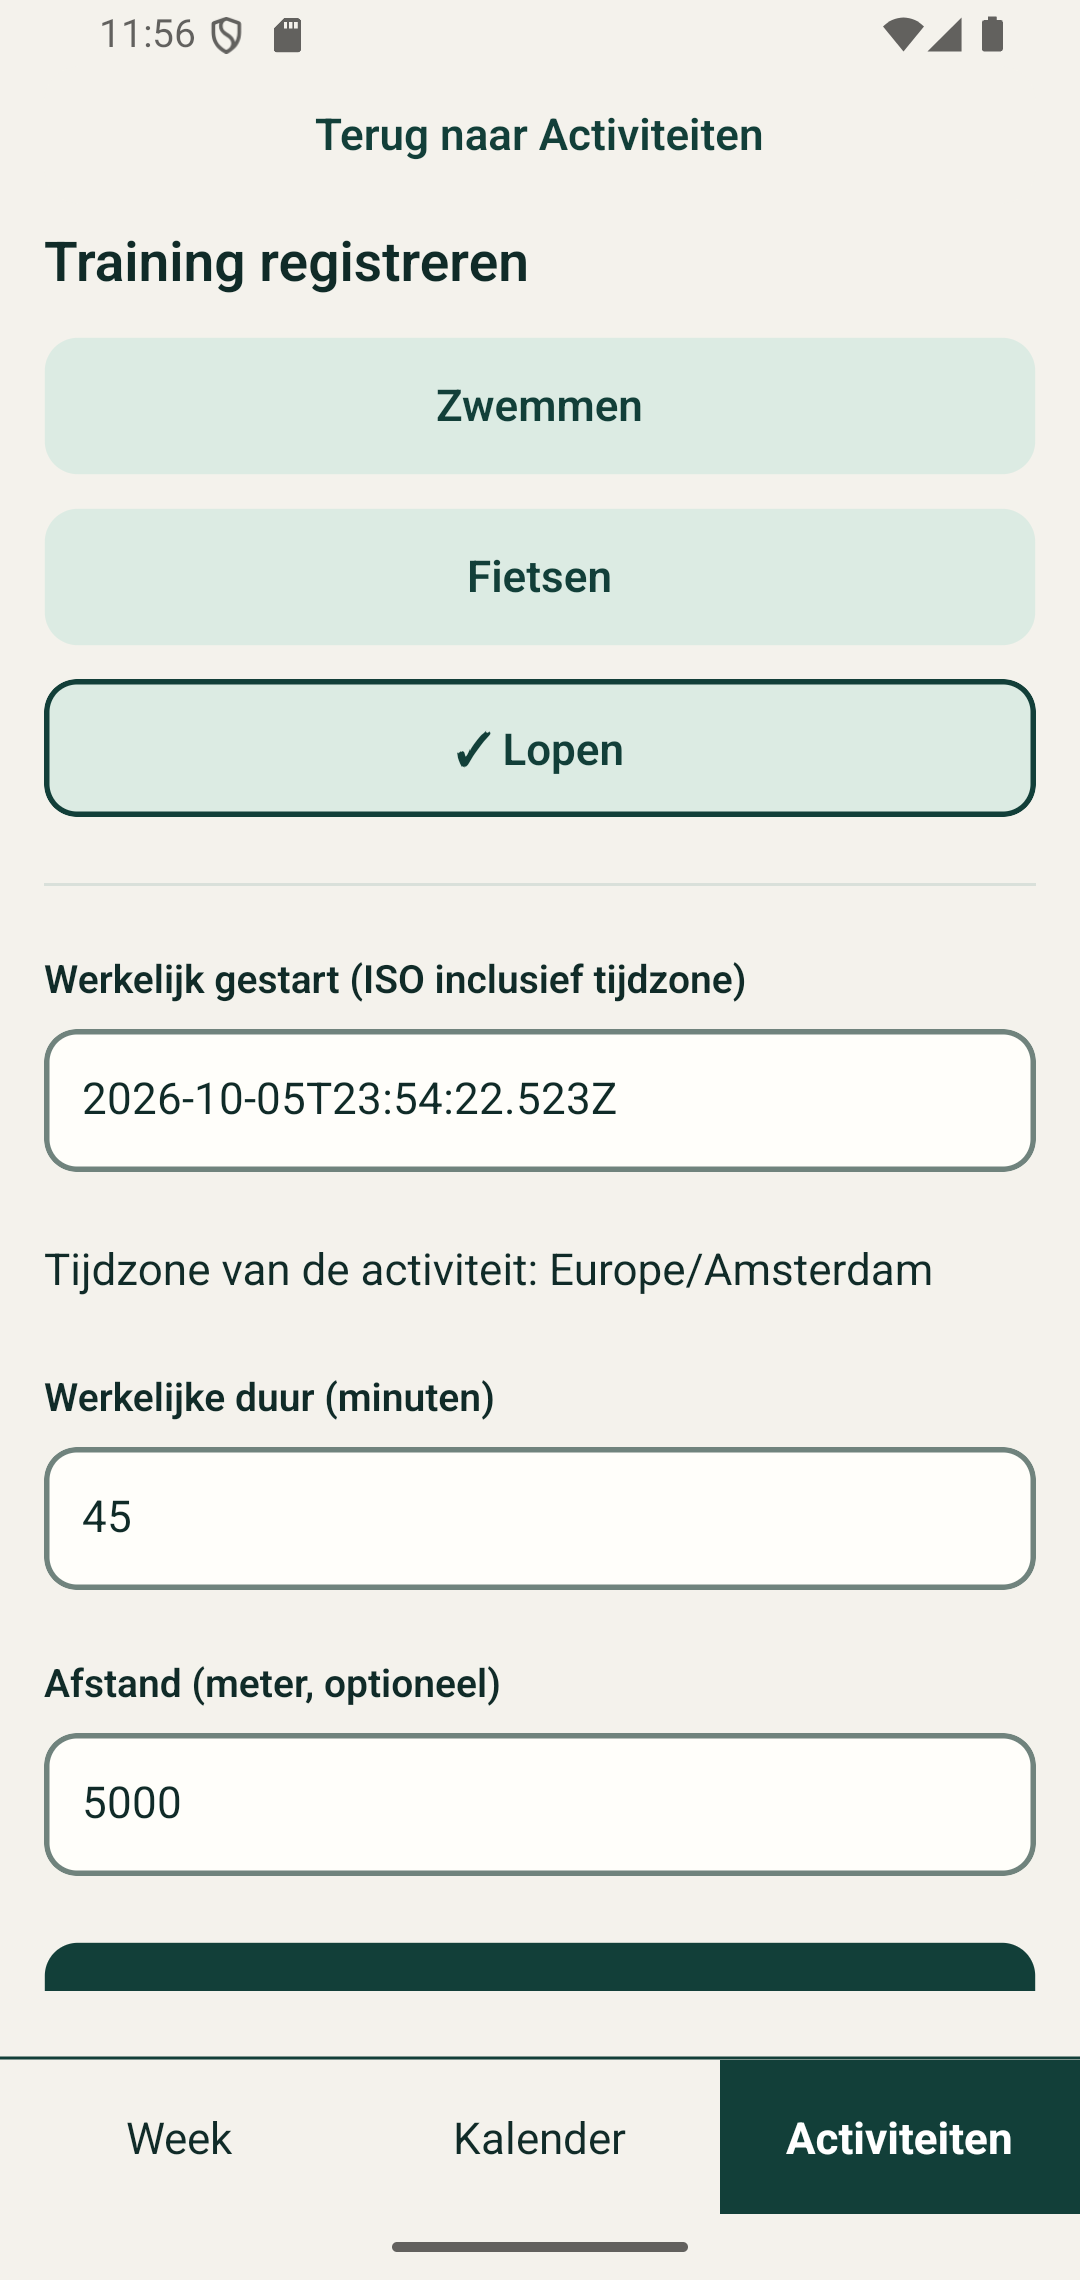 11:56
Terug naar Activiteiten
Training registreren
Zwemmen
Fietsen
✓ Lopen
Werkelijk gestart (ISO inclusief tijdzone)
2026-10-05T23:54:22.523Z
Tijdzone van de activiteit: Europe/Amsterdam
Werkelijke duur (minuten)
45
Afstand (meter, optioneel)
5000
Week
Kalender
Activiteiten